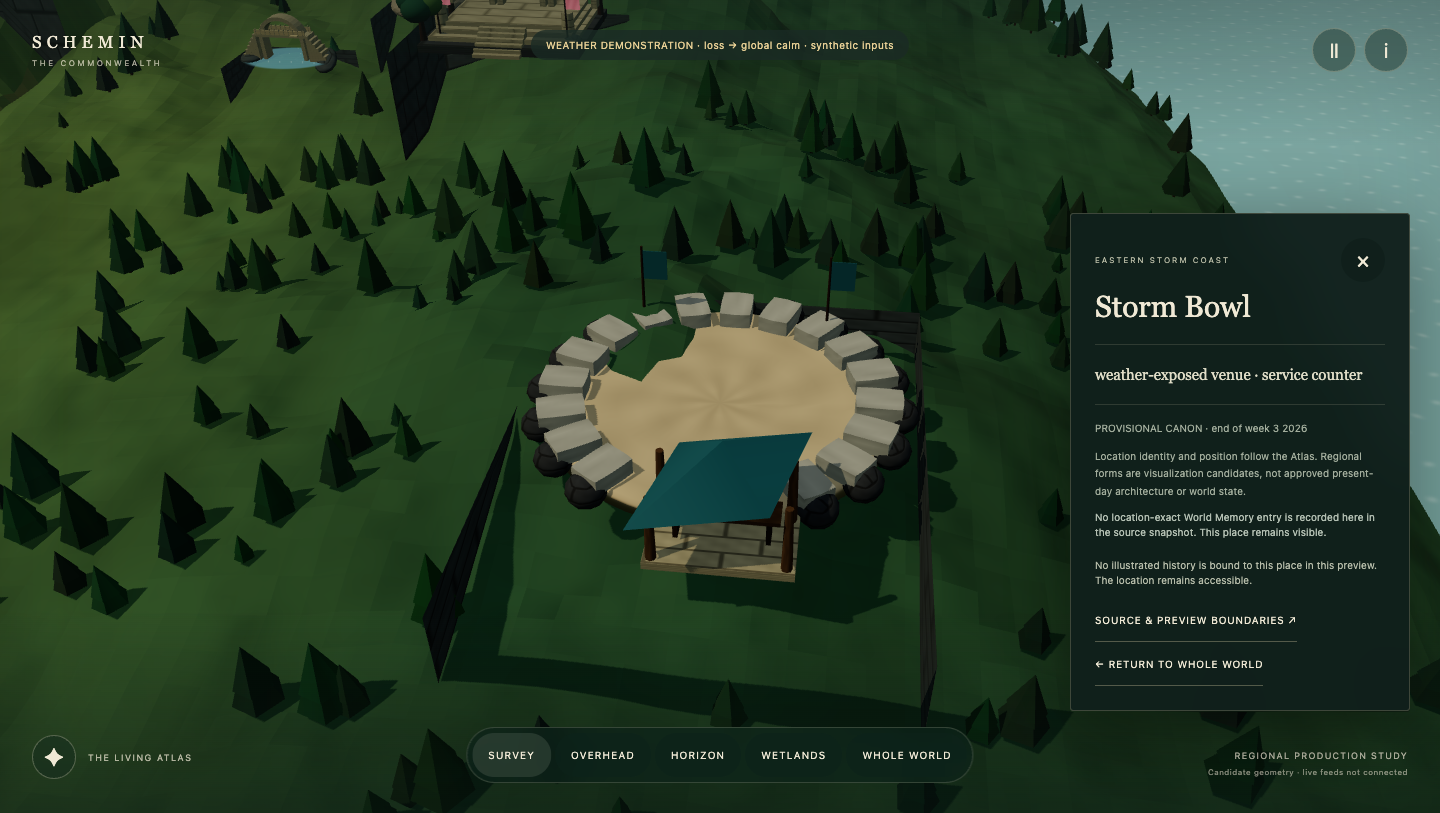 SCHEMIN
THE COMMONWEALTH
WEATHER DEMONSTRATION · loss → global calm · synthetic inputs
EASTERN STORM COAST
Storm Bowl
weather-exposed venue · service counter
PROVISIONAL CANON · end of week 3 2026
Location identity and position follow the Atlas. Regional
forms are visualization candidates, not approved present-
day architecture or world state.
No location-exact World Memory entry is recorded here in
the source snapshot. This place remains visible.
No illustrated history is bound to this place in this preview.
The location remains accessible.
SOURCE & PREVIEW BOUNDARIES ↗
← RETURN TO WHOLE WORLD
THE LIVING ATLAS
SURVEY OVERHEAD HORIZON WETLANDS WHOLE WORLD
REGIONAL PRODUCTION STUDY
Candidate geometry · live feeds not connected